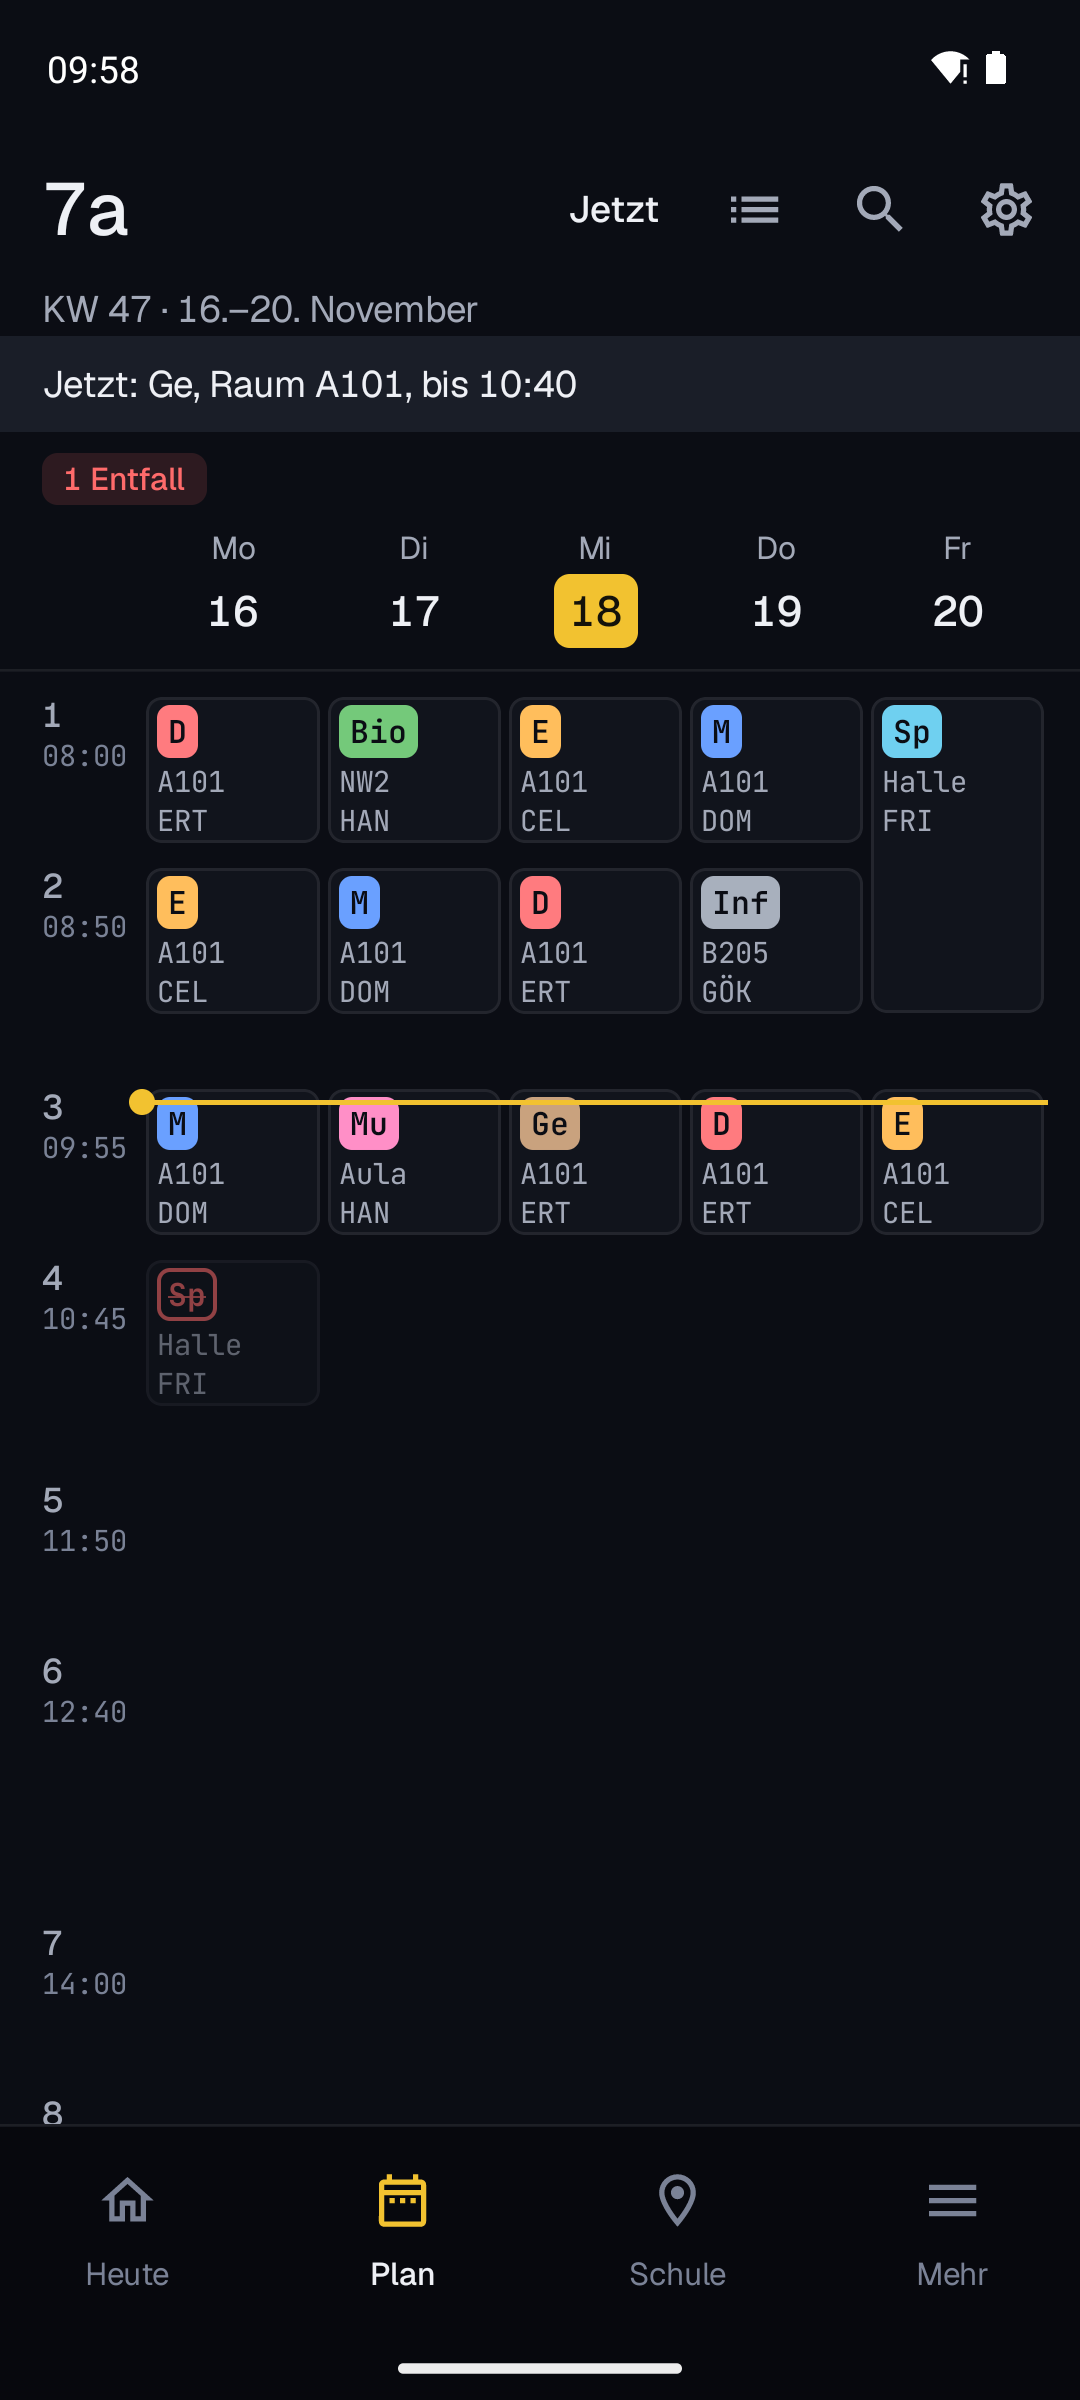 09:58
7a
Jetzt
KW 47 · 16.–20. November
Jetzt: Ge, Raum A101, bis 10:40
1 Entfall
Mo Di Mi Do Fr
16 17 18 19 20
1 D Bio E M Sp
08:00 A101 NW2 A101 A101 Halle
ERT HAN CEL DOM FRI
2 E M D Inf
08:50 A101 A101 A101 B205
CEL DOM ERT GÖK
3 M Mu Ge D E
09:55 A101 Aula A101 A101 A101
DOM HAN ERT ERT CEL
4 Sp
10:45 Halle
FRI
5
11:50
6
12:40
7
14:00
8
Heute Plan Schule Mehr